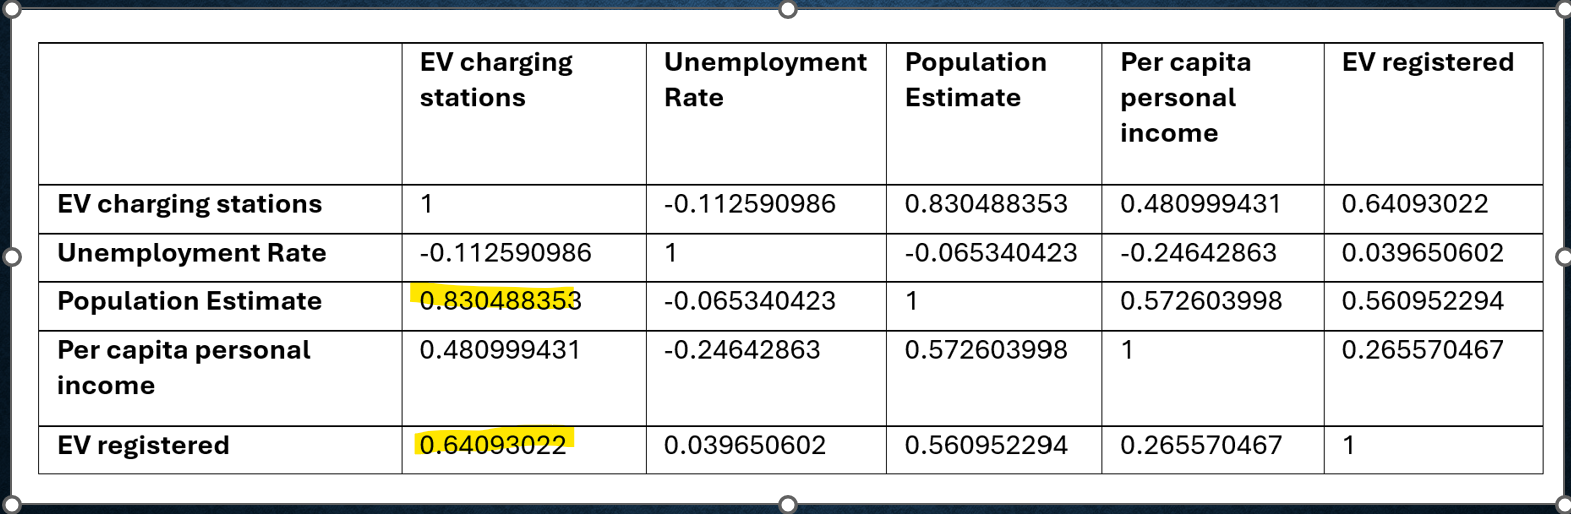 EV charging stations Unemployment Rate Population Estimate Per capita personal income EV registered
EV charging stations 1 -0.112590986 0.830488353 0.480999431 0.64093022
Unemployment Rate -0.112590986 1 -0.065340423 -0.24642863 0.039650602
Population Estimate 0.830488353 -0.065340423 1 0.572603998 0.560952294
Per capita personal income 0.480999431 -0.24642863 0.572603998 1 0.265570467
EV registered 0.64093022 0.039650602 0.560952294 0.265570467 1